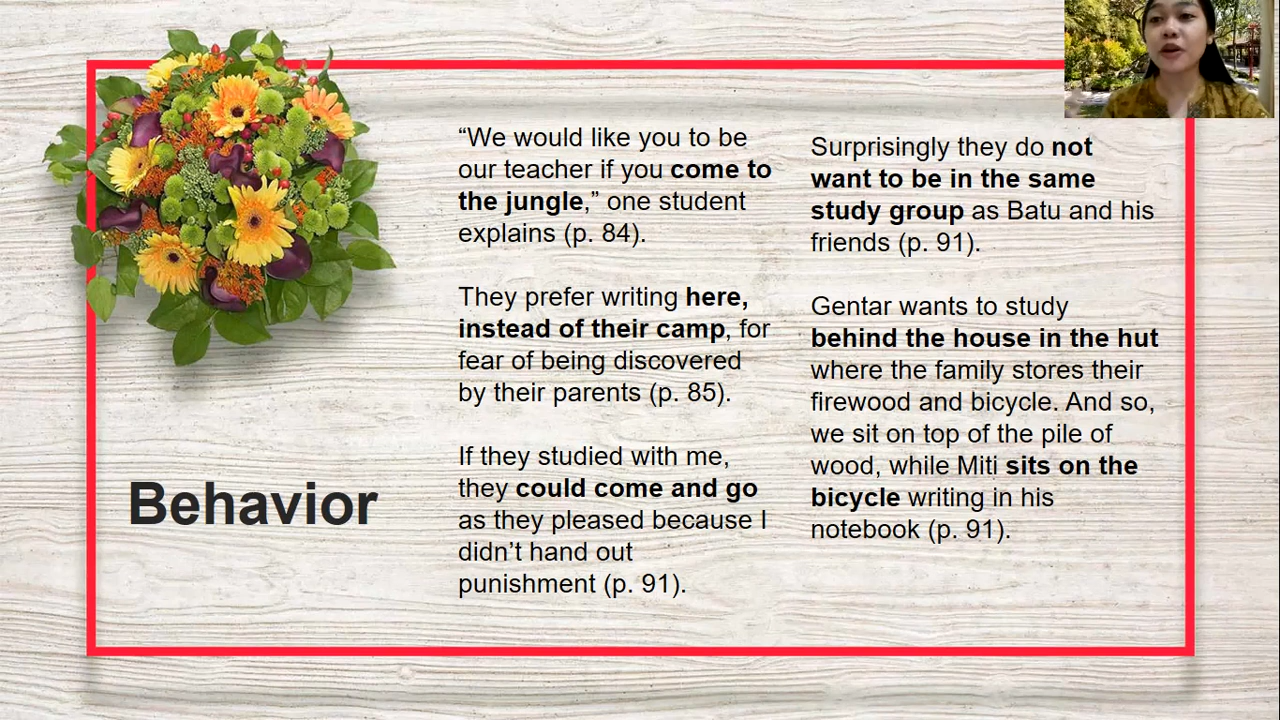 Behavior
“We would like you to be
our teacher if you come to
the jungle,” one student
explains (p. 84).
They prefer writing here,
instead of their camp, for
fear of being discovered
by their parents (p. 85).
If they studied with me,
they could come and go
as they pleased because I
didn’t hand out
punishment (p. 91).
Surprisingly they do not
want to be in the same
study group as Batu and his
friends (p. 91).
Gentar wants to study
behind the house in the hut
where the family stores their
firewood and bicycle. And so,
we sit on top of the pile of
wood, while Miti sits on the
bicycle writing in his
notebook (p. 91).